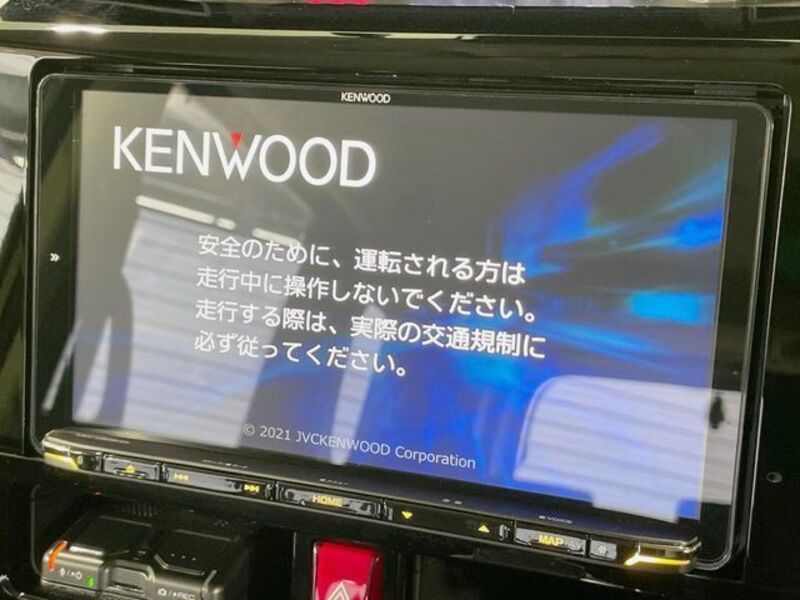 KENWOOD
KENWOOD
安全のために、運転される方は
走行中に操作しないでください。
走行する際は、実際の交通規制に
必ず従ってください。
© 2021 JVCKENWOOD Corporation
HOME
VOICE
MAP
REC